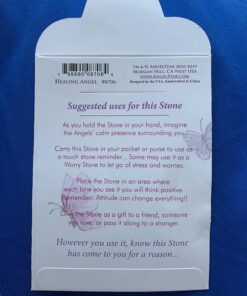 TM & © ANGELSTAR 2018-2019
MORGAN HILL, CA 95037 USA
WWW.ANGELSTAR.COM
Designed in the USA, handcrafted in China
HEALING ANGEL #8706
Suggested uses for this Stone
As you hold the Stone in your hand, imagine
the Angels' calm presence surrounding you.
Carry this Stone in your pocket or purse to use as
a touch stone reminder... Some may use it as a
Worry Stone to let go of stress and worries.
Place the Stone in an area where
each time you see it you will think positive.
(Remember: Attitude can change everything!)
Give the Stone as a gift to a friend, someone
you love, or pass it along to a stranger.
However you use it, know this Stone
has come to you for a reason...